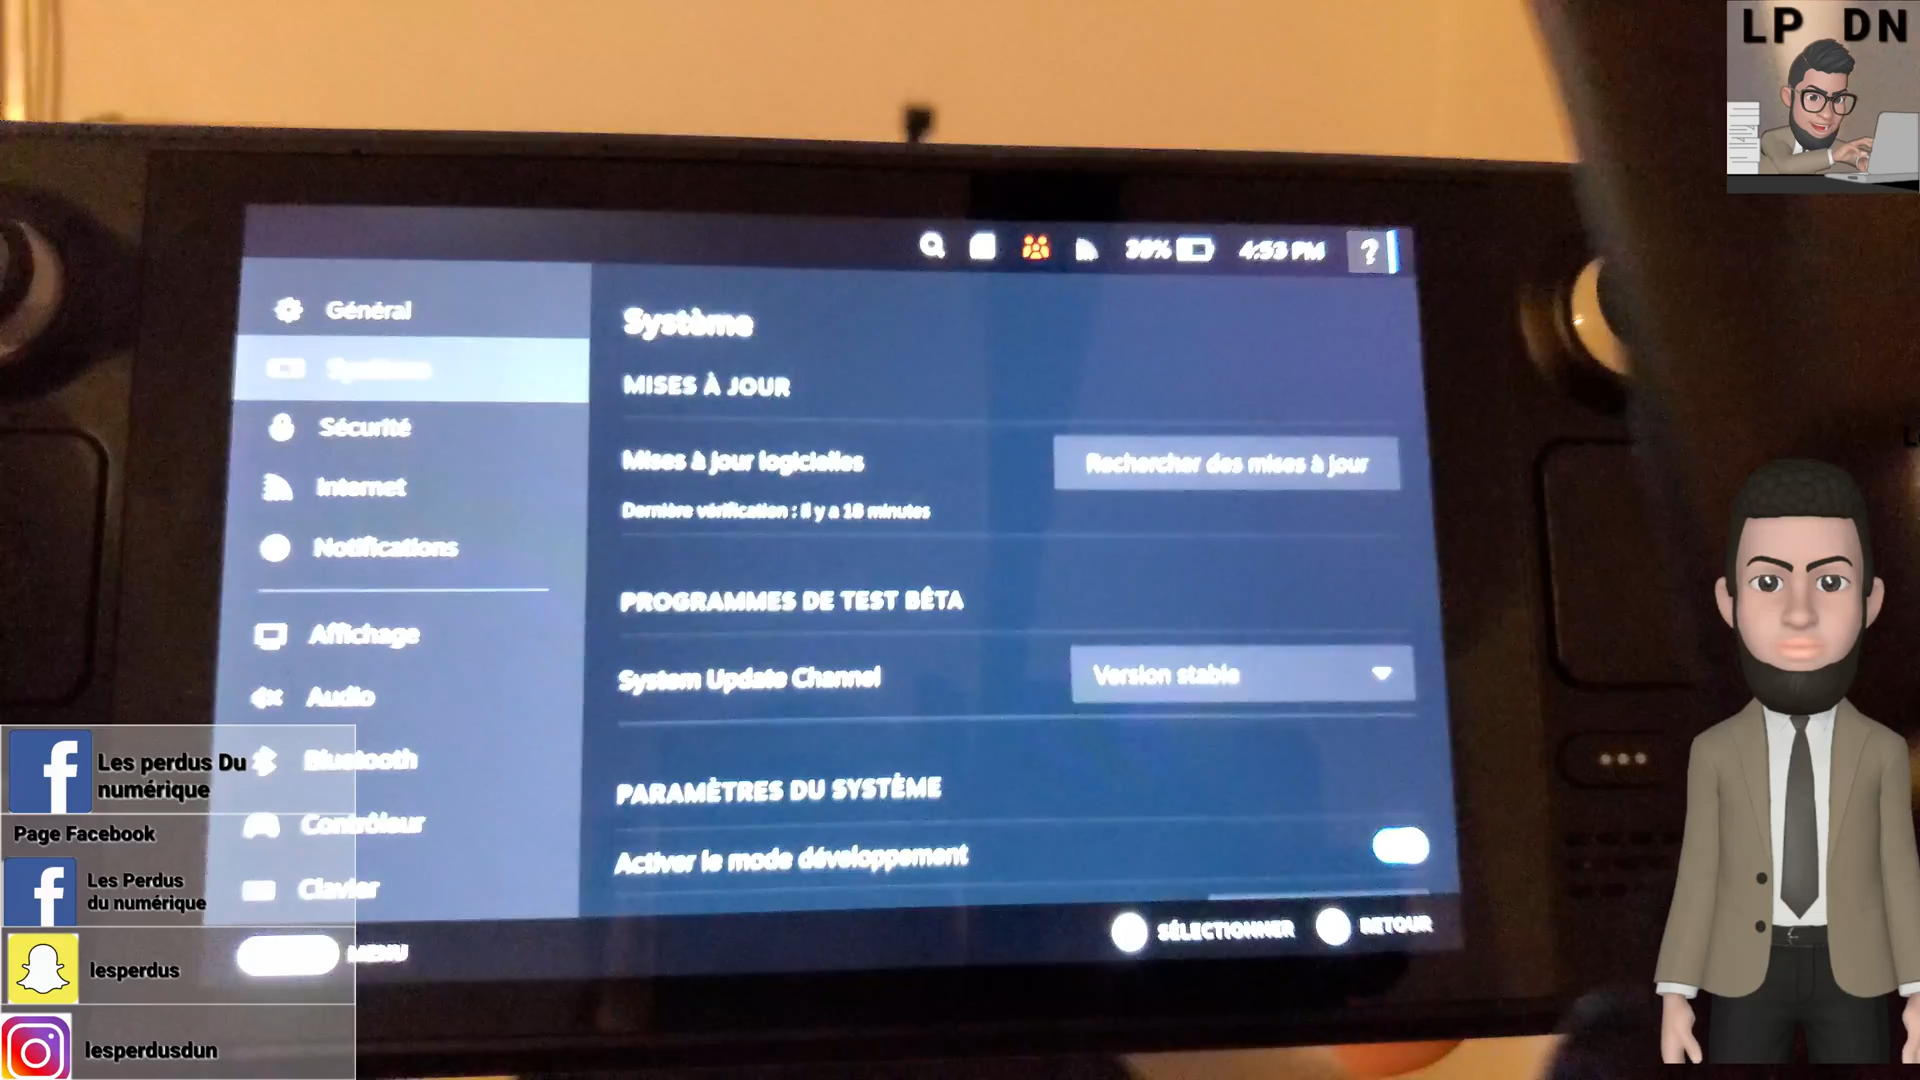 LP DN
4:53 PM
?
Général
Système
Sécurité
Internet
Notifications
Affichage
Audio
Bluetooth
Contrôleur
Clavier
MENU
Système
MISES À JOUR
Mises à jour logicielles
Rechercher des mises à jour
Dernière vérification : Il y a 18 minutes
PROGRAMMES DE TEST BÊTA
System Update Channel
Version stable
PARAMÈTRES DU SYSTÈME
Activer le mode développement
SÉLECTIONNER
RETOUR
Les perdus Du
numérique
Page Facebook
Les Perdus
du numérique
lesperdus
lesperdusdun